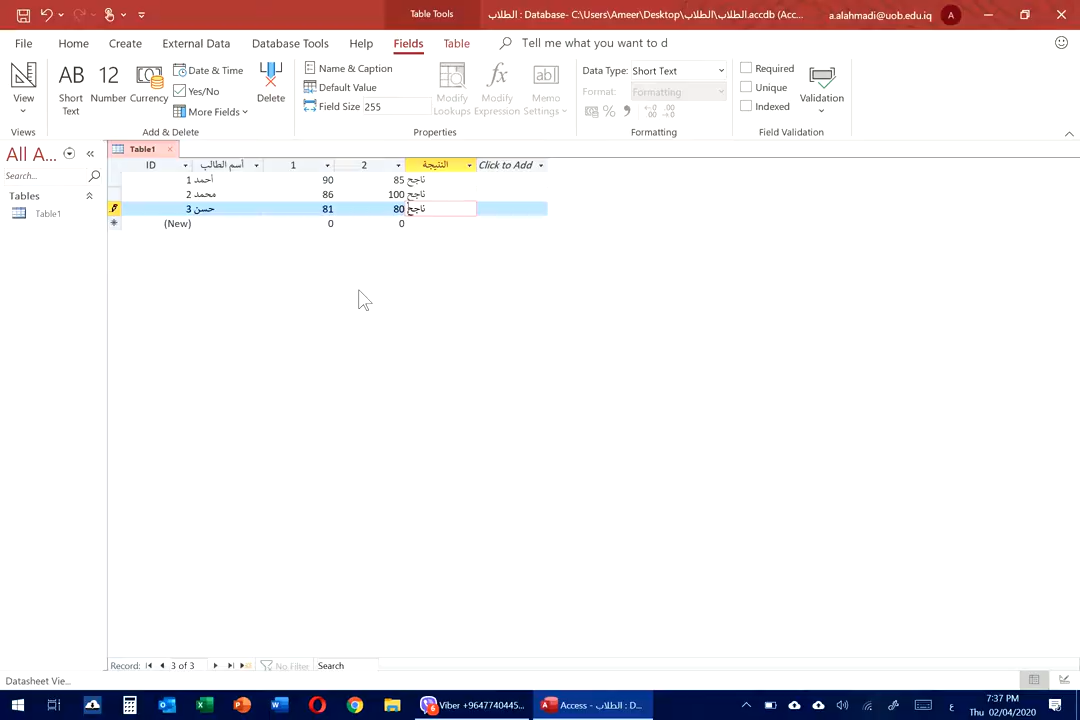 Table Tools
الطلاب : Database- C:\Users\Ameer\Desktop\الطلاب\الطلاب.accdb (Acc...
a.alahmadi@uob.edu.iq
A
File Home Create External Data Database Tools Help Fields Table Tell me what you want to d
View
Views
AB Short Text
12 Number
Currency
Date & Time
Yes/No
More Fields
Delete
Add & Delete
Name & Caption
Default Value
Field Size 255
Modify Lookups
fx Modify Expression
ab Memo Settings
Properties
Data Type: Short Text
Format: Formatting
Formatting
Required
Unique
Indexed
Validation
Field Validation
All A...
Search...
Tables
Table1
Table1
ID أسم الطالب 1 2 النتيجة Click to Add
1 أحمد 90 85 ناجح
2 محمد 86 100 ناجح
3 حسن 81 80 ناجح
(New) 0 0
Record: 3 of 3 No Filter Search
Datasheet Vie...
Viber +9647740445...
Access - الطلاب : D...
ع
7:37 PM
Thu 02/04/2020